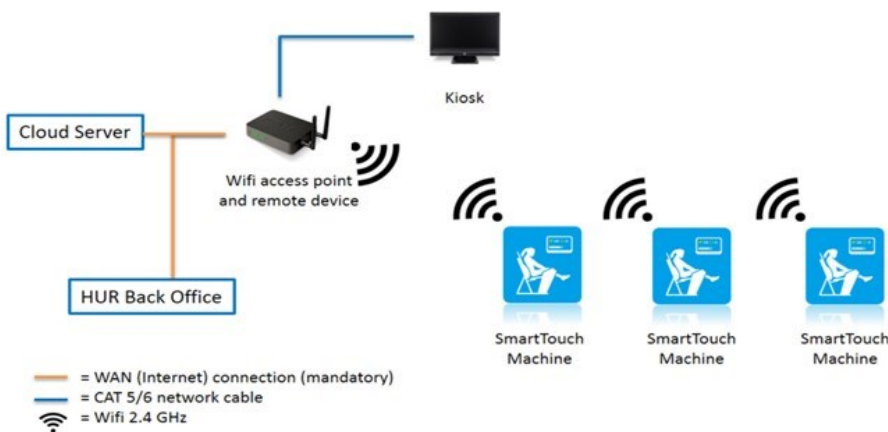 Kiosk
Cloud Server
Wifi access point
and remote device
HUR Back Office
SmartTouch
Machine
SmartTouch
Machine
SmartTouch
Machine
= WAN (Internet) connection (mandatory)
= CAT 5/6 network cable
= Wifi 2.4 GHz